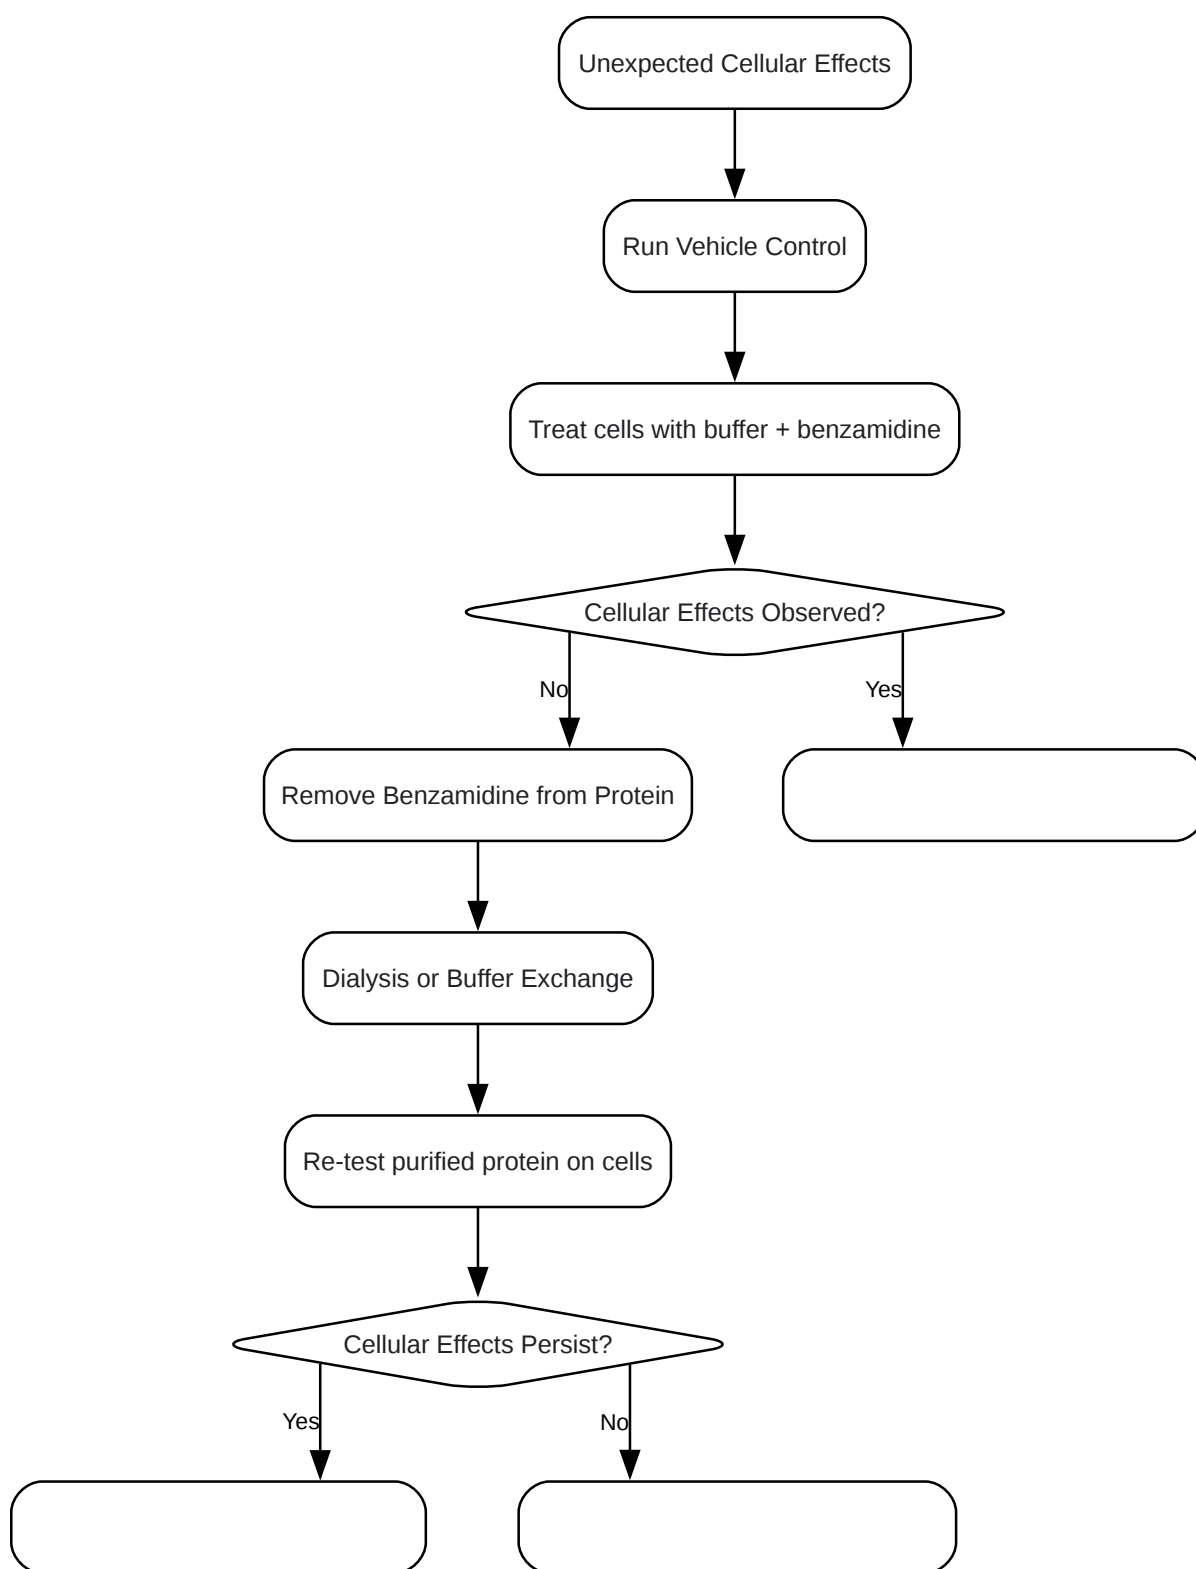 Unexpected Cellular Effects
Run Vehicle Control
Treat cells with buffer + benzamidine
Cellular Effects Observed?
No
Yes
Remove Benzamidine from Protein
Dialysis or Buffer Exchange
Re-test purified protein on cells
Cellular Effects Persist?
Yes
No